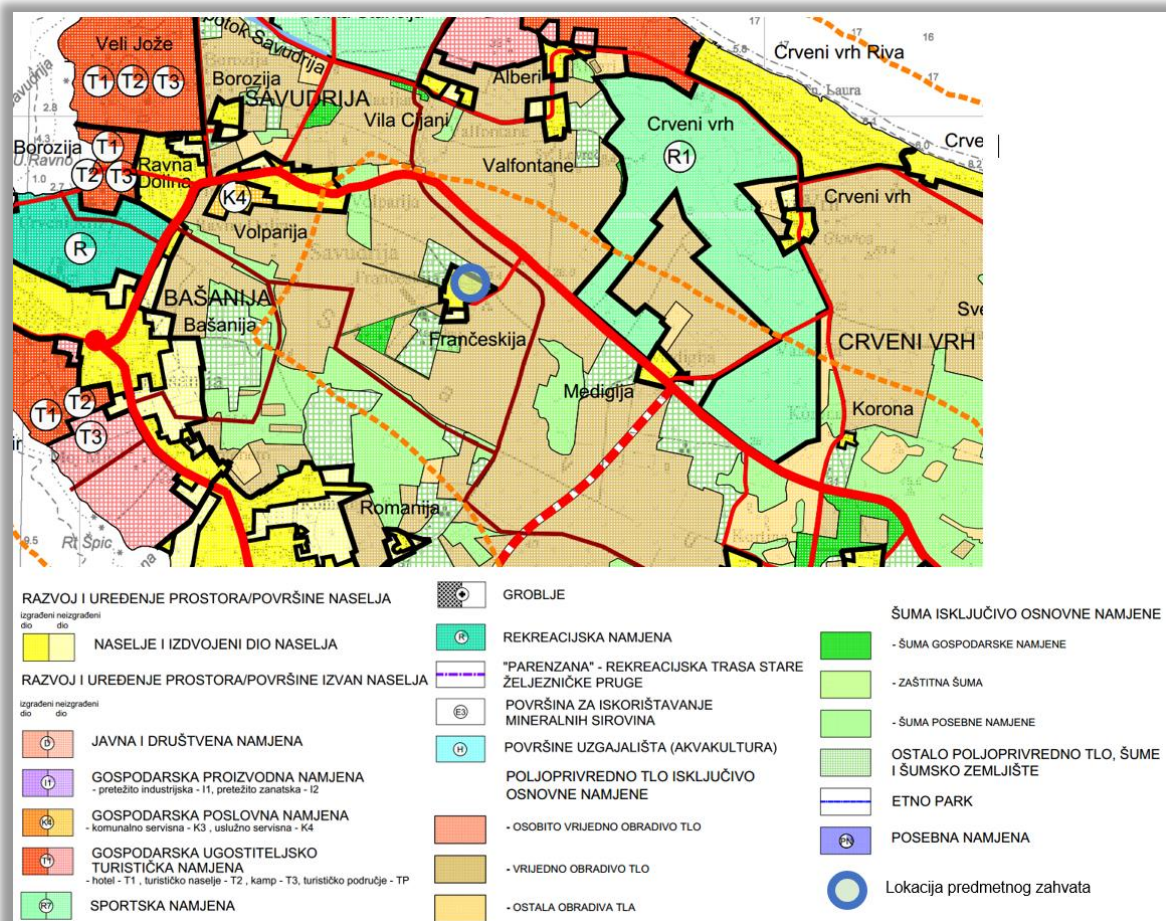 Veli Jože
T1 T2 T3
potok Savudrija
Borozija
SAVUDRIJA
Vila Cijani
Alberi
Valfontane
Crveni vrh Riva
Crveni vrh
R1
Borozija
T1
T2 T3
Ravna
Dolina
K4
Volparija
R
BAŠANIJA
Bašanija
Frančeskija
Crveni vrh
CRVENI VRH
Medigija
Korona
T1 T2
T3
Romanija
Rt Špic
RAZVOJ I UREĐENJE PROSTORA/POVRŠINE NASELJA
izgrađeni neizgrađeni
dio dio
NASELJE I IZDVOJENI DIO NASELJA
RAZVOJ I UREĐENJE PROSTORA/POVRŠINE IZVAN NASELJA
izgrađeni neizgrađeni
dio dio
D JAVNA I DRUŠTVENA NAMJENA
I1 GOSPODARSKA PROIZVODNA NAMJENA
- pretežito industrijska - I1, pretežito zanatska - I2
GOSPODARSKA POSLOVNA NAMJENA
- komunalno servisna - K3 , uslužno servisna - K4
GOSPODARSKA UGOSTITELJSKO
TURISTIČKA NAMJENA
- hotel - T1 , turističko naselje - T2 , kamp - T3, turističko područje - TP
SPORTSKA NAMJENA
GROBLJE
R REKREACIJSKA NAMJENA
"PARENZANA" - REKREACIJSKA TRASA STARE
ŽELJEZNIČKE PRUGE
E3 POVRŠINA ZA ISKORIŠTAVANJE
MINERALNIH SIROVINA
H POVRŠINE UZGAJALIŠTA (AKVAKULTURA)
POLJOPRIVREDNO TLO ISKLJUČIVO
OSNOVNE NAMJENE
- OSOBITO VRIJEDNO OBRADIVO TLO
- VRIJEDNO OBRADIVO TLO
- OSTALA OBRADIVA TLA
ŠUMA ISKLJUČIVO OSNOVNE NAMJENE
- ŠUMA GOSPODARSKE NAMJENE
- ZAŠTITNA ŠUMA
- ŠUMA POSEBNE NAMJENE
OSTALO POLJOPRIVREDNO TLO, ŠUME
I ŠUMSKO ZEMLJIŠTE
ETNO PARK
POSEBNA NAMJENA
Lokacija predmetnog zahvata